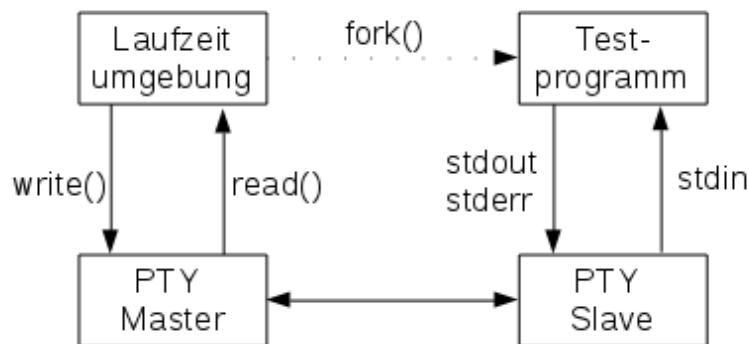 Laufzeit
umgebung
fork()
Test-
programm
write()
read()
stdout
stderr
stdin
PTY
Master
PTY
Slave